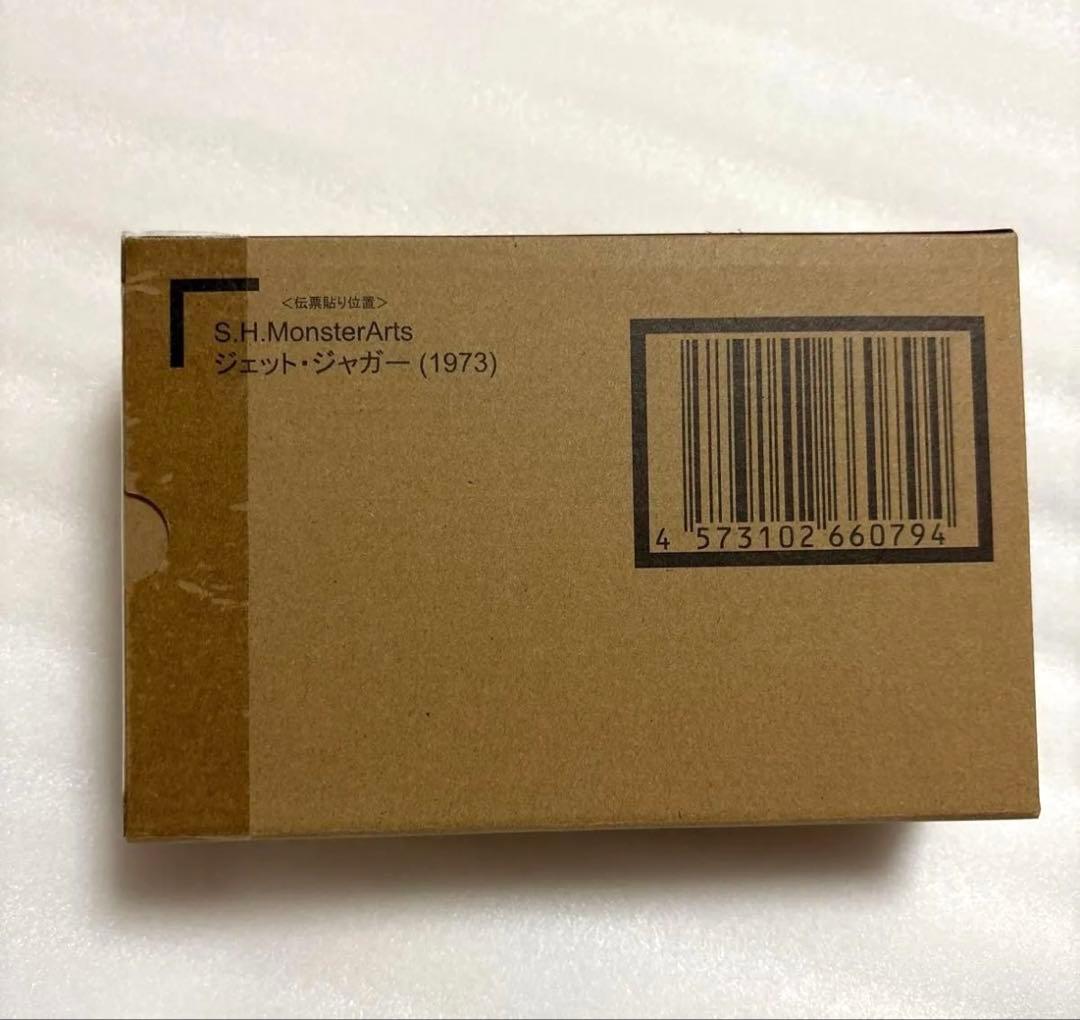 <伝票貼り位置>
S.H.MonsterArts
ジェット・ジャガー (1973)
4 573102 660794